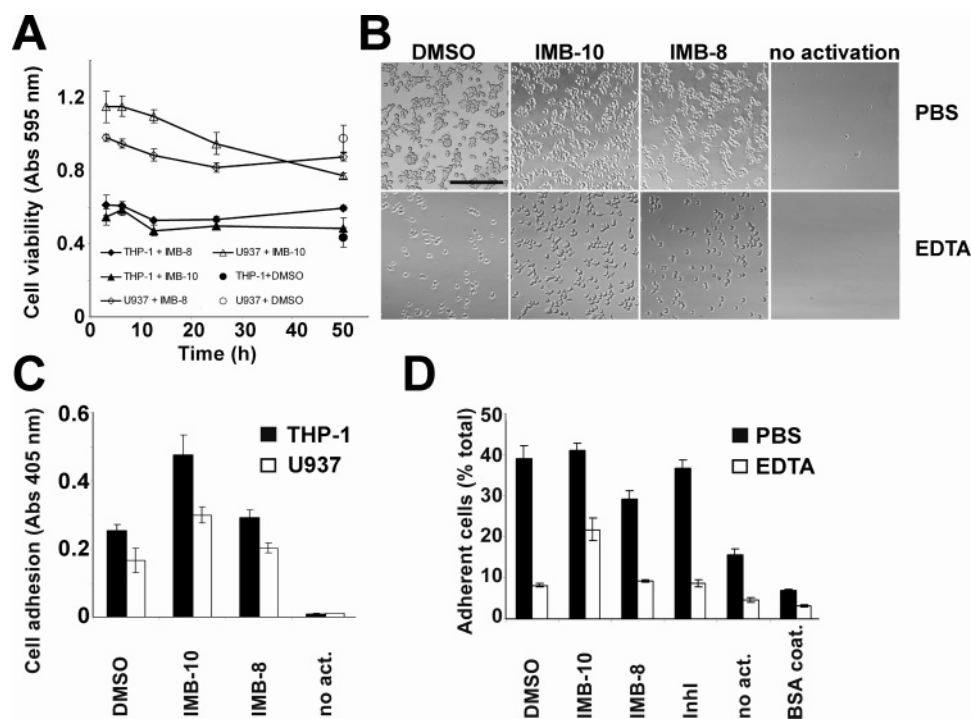 A
Cell viability (Abs 595 nm)
1.2
0.8
0.4
0
THP-1 + IMB-8
U937 + IMB-10
THP-1 + IMB-10
THP-1+DMSO
U937 + IMB-8
U937 + DMSO
0 10 20 30 40 50
Time (h)
B
DMSO IMB-10 IMB-8 no activation
PBS
EDTA
C
Cell adhesion (Abs 405 nm)
0.6
0.4
0.2
0
THP-1
U937
DMSO
IMB-10
IMB-8
no act.
D
Adherent cells (% total)
50
40
30
20
10
0
PBS
EDTA
DMSO
IMB-10
IMB-8
InhI
no act.
BSA coat.